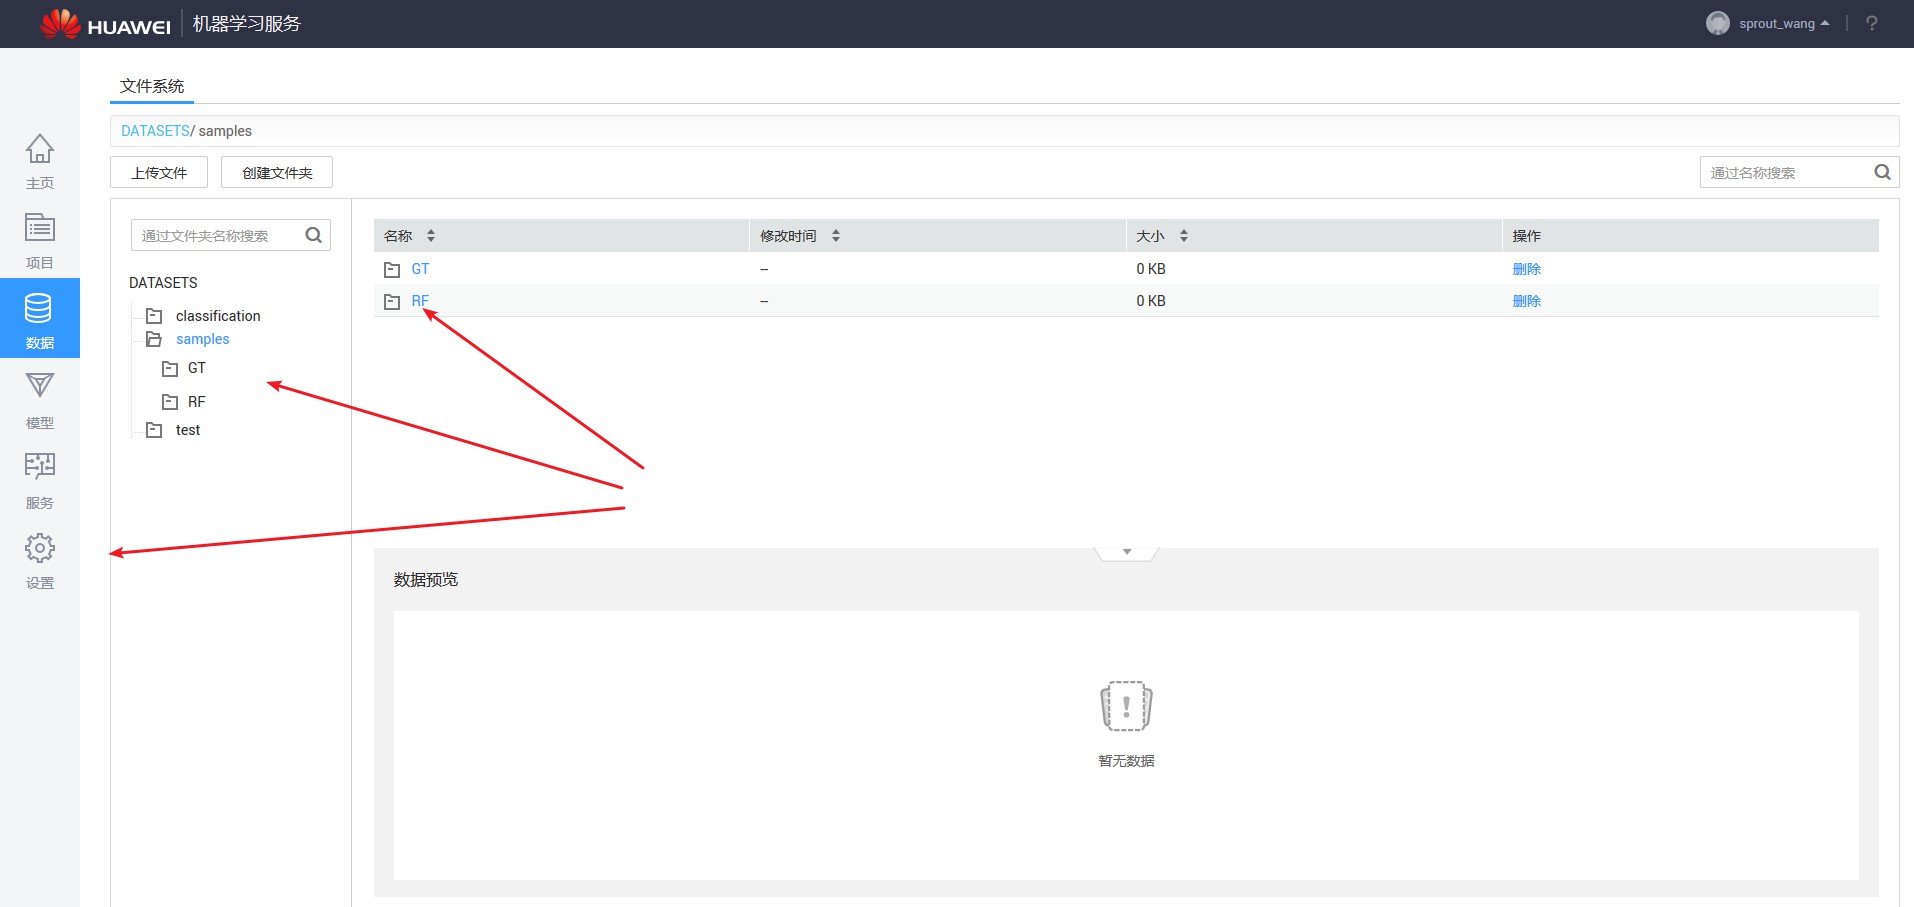 HUAWEI 机器学习服务
sprout_wang ?
文件系统
DATASETS/ samples
上传文件 创建文件夹
通过名称搜索
主页
项目
数据
模型
服务
设置
通过文件夹名称搜索
DATASETS
classification
samples
GT
RF
test
名称 修改时间 大小 操作
GT -- 0 KB 删除
RF -- 0 KB 删除
数据预览
暂无数据